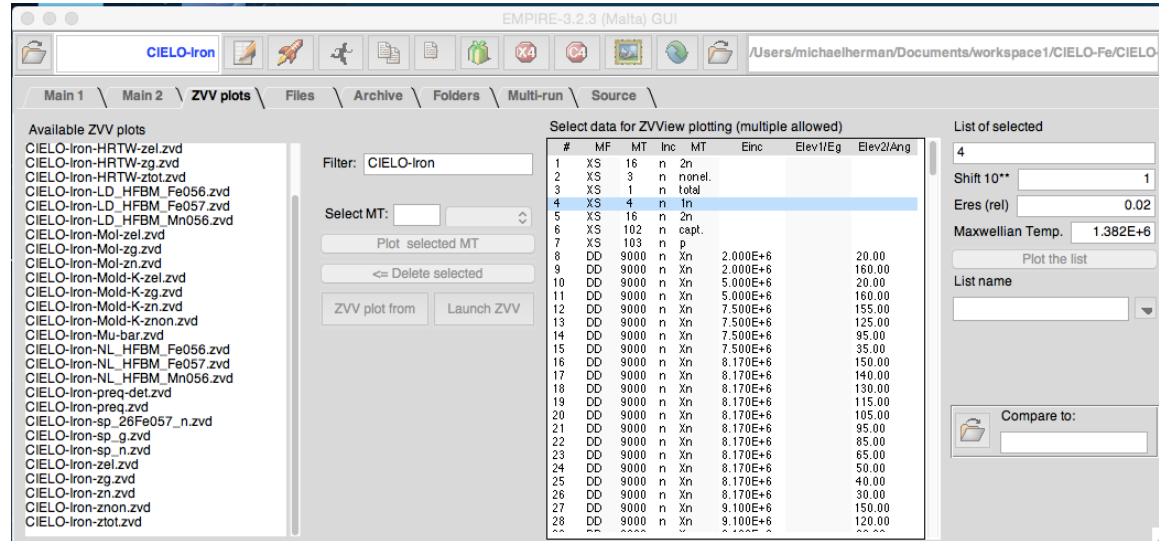 EMPIRE-3.2.3 (Malta) GUI
CIELO-Iron
X4
C4
/Users/michaelherman/Documents/workspace1/CIELO-Fe/CIELO-
Main 1 Main 2 ZVV plots Files Archive Folders Multi-run Source
Available ZVV plots
CIELO-Iron-HRTW-zel.zvd
CIELO-Iron-HRTW-zg.zvd
CIELO-Iron-HRTW-ztot.zvd
CIELO-Iron-LD_HFBM_Fe056.zvd
CIELO-Iron-LD_HFBM_Fe057.zvd
CIELO-Iron-LD_HFBM_Mn056.zvd
CIELO-Iron-Mol-zel.zvd
CIELO-Iron-Mol-zg.zvd
CIELO-Iron-Mol-zn.zvd
CIELO-Iron-Mold-K-zel.zvd
CIELO-Iron-Mold-K-zg.zvd
CIELO-Iron-Mold-K-zn.zvd
CIELO-Iron-Mold-K-znon.zvd
CIELO-Iron-Mu-bar.zvd
CIELO-Iron-NL_HFBM_Fe056.zvd
CIELO-Iron-NL_HFBM_Fe057.zvd
CIELO-Iron-NL_HFBM_Mn056.zvd
CIELO-Iron-preq-det.zvd
CIELO-Iron-preq.zvd
CIELO-Iron-sp_26Fe057_n.zvd
CIELO-Iron-sp_g.zvd
CIELO-Iron-sp_n.zvd
CIELO-Iron-zel.zvd
CIELO-Iron-zg.zvd
CIELO-Iron-zn.zvd
CIELO-Iron-znon.zvd
CIELO-Iron-ztot.zvd
Filter: CIELO-Iron
Select MT:
Plot selected MT
<= Delete selected
ZVV plot from Launch ZVV
Select data for ZVView plotting (multiple allowed)
# MF MT Inc MT Einc Elev1/Eg Elev2/Ang
1 XS 16 n 2n
2 XS 3 n nonel.
3 XS 1 n total
4 XS 4 n 1n
5 XS 16 n 2n
6 XS 102 n capt.
7 XS 103 n p
8 DD 9000 n Xn 2.000E+6 20.00
9 DD 9000 n Xn 2.000E+6 160.00
10 DD 9000 n Xn 5.000E+6 20.00
11 DD 9000 n Xn 5.000E+6 160.00
12 DD 9000 n Xn 7.500E+6 155.00
13 DD 9000 n Xn 7.500E+6 125.00
14 DD 9000 n Xn 7.500E+6 95.00
15 DD 9000 n Xn 7.500E+6 35.00
16 DD 9000 n Xn 8.170E+6 150.00
17 DD 9000 n Xn 8.170E+6 140.00
18 DD 9000 n Xn 8.170E+6 130.00
19 DD 9000 n Xn 8.170E+6 115.00
20 DD 9000 n Xn 8.170E+6 105.00
21 DD 9000 n Xn 8.170E+6 95.00
22 DD 9000 n Xn 8.170E+6 85.00
23 DD 9000 n Xn 8.170E+6 65.00
24 DD 9000 n Xn 8.170E+6 50.00
25 DD 9000 n Xn 8.170E+6 40.00
26 DD 9000 n Xn 8.170E+6 30.00
27 DD 9000 n Xn 9.100E+6 150.00
28 DD 9000 n Xn 9.100E+6 120.00
List of selected
4
Shift 10** 1
Eres (rel) 0.02
Maxwellian Temp. 1.382E+6
Plot the list
List name
Compare to: